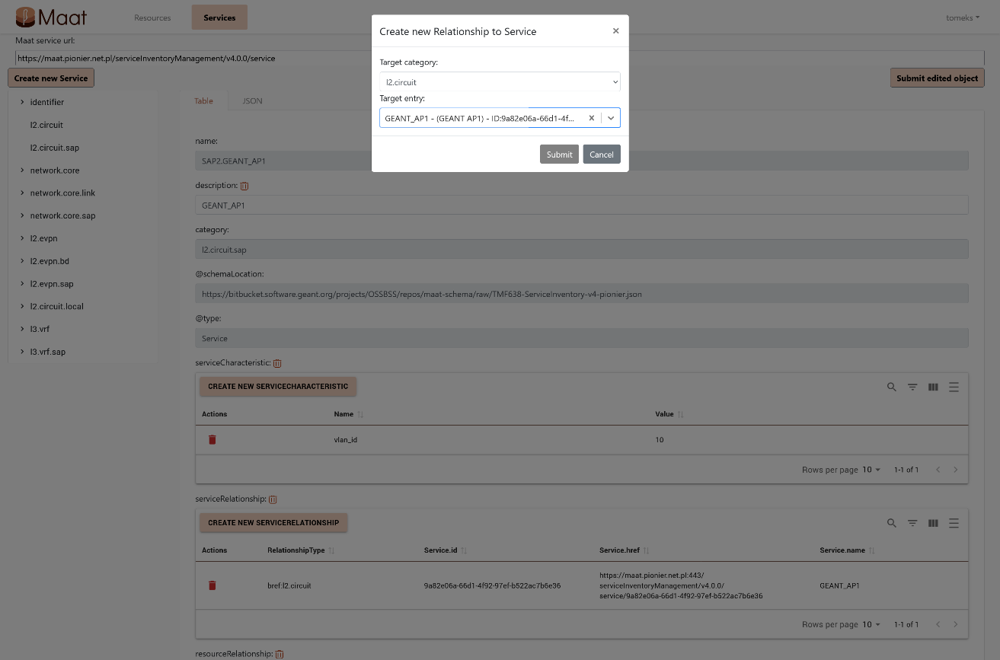 Maat
Resources
Services
tomeks
Maat service url:
https://maat.pionier.net.pl/serviceInventoryManagement/v4.0.0/service
Create new Service
Submit edited object
Create new Relationship to Service
×
Target category:
l2.circuit
Target entry:
GEANT_AP1 - (GEANT AP1) - ID:9a82e06a-66d1-4f...
Submit
Cancel
identifier
l2.circuit
l2.circuit.sap
network.core
network.core.link
network.core.sap
l2.evpn
l2.evpn.bd
l2.evpn.sap
l2.circuit.local
l3.vrf
l3.vrf.sap
Table
JSON
name:
SAP2.GEANT_AP1
description:
GEANT_AP1
category:
l2.circuit.sap
@schemaLocation:
https://bitbucket.software.geant.org/projects/OSSBSS/repos/maat-schema/raw/TMF638-ServiceInventory-v4-pionier.json
@type:
Service
serviceCharacteristic:
CREATE NEW SERVICECHARACTERISTIC
Actions Name Value
vlan_id 10
Rows per page 10 1-1 of 1
serviceRelationship:
CREATE NEW SERVICERELATIONSHIP
Actions RelationshipType Service.id Service.href Service.name
bref:l2.circuit
9a82e06a-66d1-4f92-97ef-b522ac7b6e36
https://maat.pionier.net.pl:443/
serviceInventoryManagement/v4.0.0/
service/9a82e06a-66d1-4f92-97ef-b522ac7b6e36
GEANT_AP1
Rows per page 10 1-1 of 1
resourceRelationship: